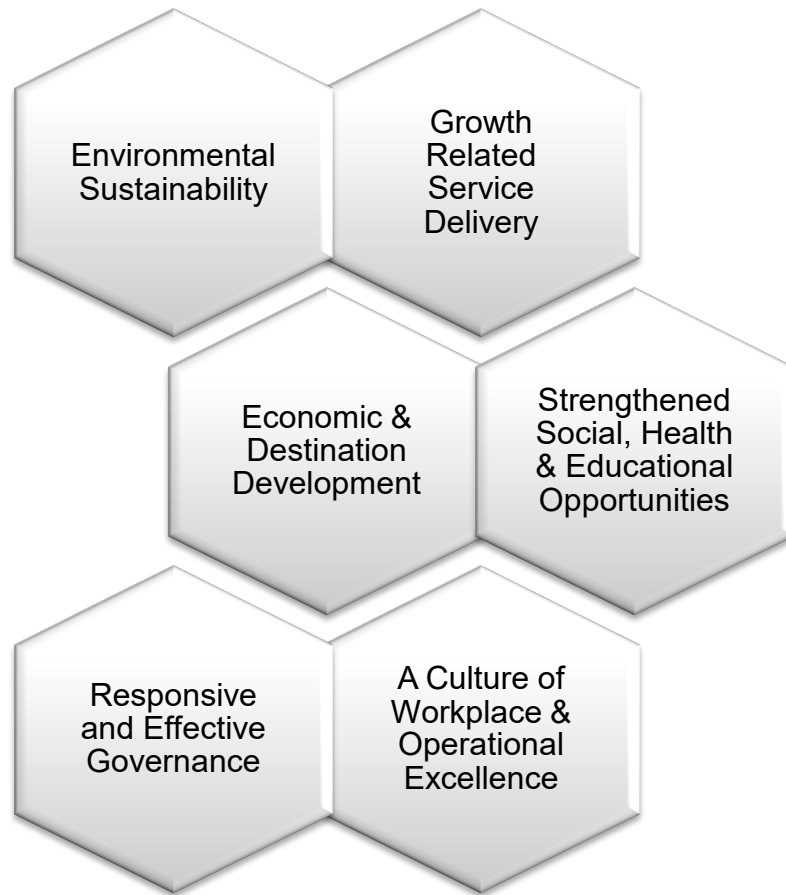 Environmental
Sustainability
Growth
Related
Service
Delivery
Economic &
Destination
Development
Strengthened
Social, Health
& Educational
Opportunities
Responsive
and Effective
Governance
A Culture of
Workplace &
Operational
Excellence